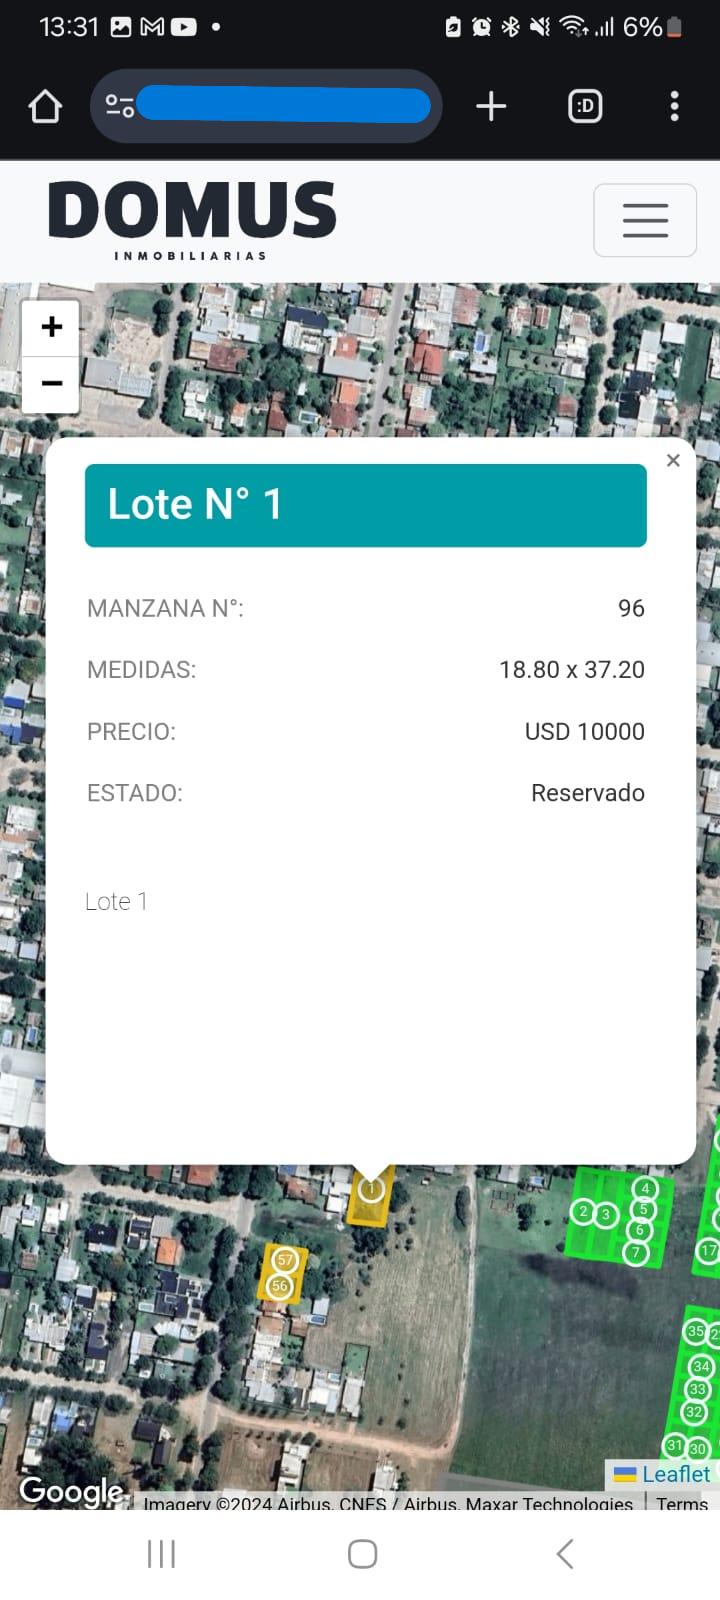 13:31
6%
:D
DOMUS
INMOBILIARIAS
+
−
×
Lote N° 1
MANZANA N°: 96
MEDIDAS: 18.80 x 37.20
PRECIO: USD 10000
ESTADO: Reservado
Lote 1
1
4
2 3 5
6
7
17
57
56
35
34
33
32
31 30
Leaflet
Google
Imagery ©2024 Airbus, CNES / Airbus, Maxar Technologies
Terms